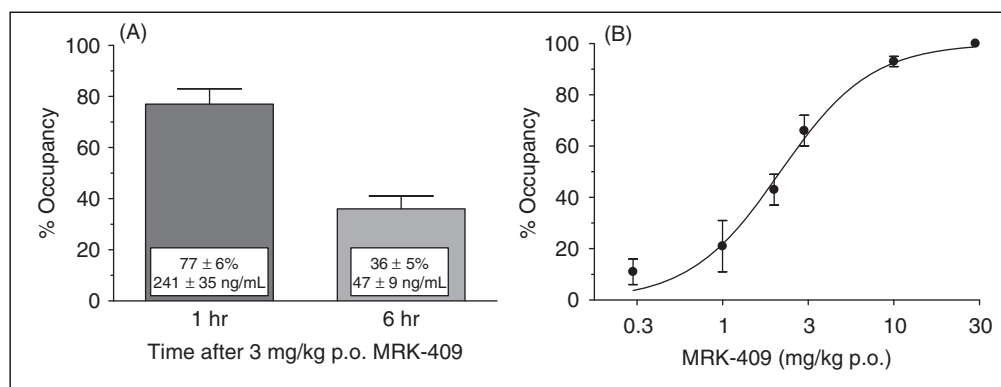 (A)
100
80
60
40
20
0
% Occupancy
77 ± 6%
241 ± 35 ng/mL
36 ± 5%
47 ± 9 ng/mL
1 hr
6 hr
Time after 3 mg/kg p.o. MRK-409
(B)
100
80
60
40
20
0
% Occupancy
0.3
1
3
10
30
MRK-409 (mg/kg p.o.)